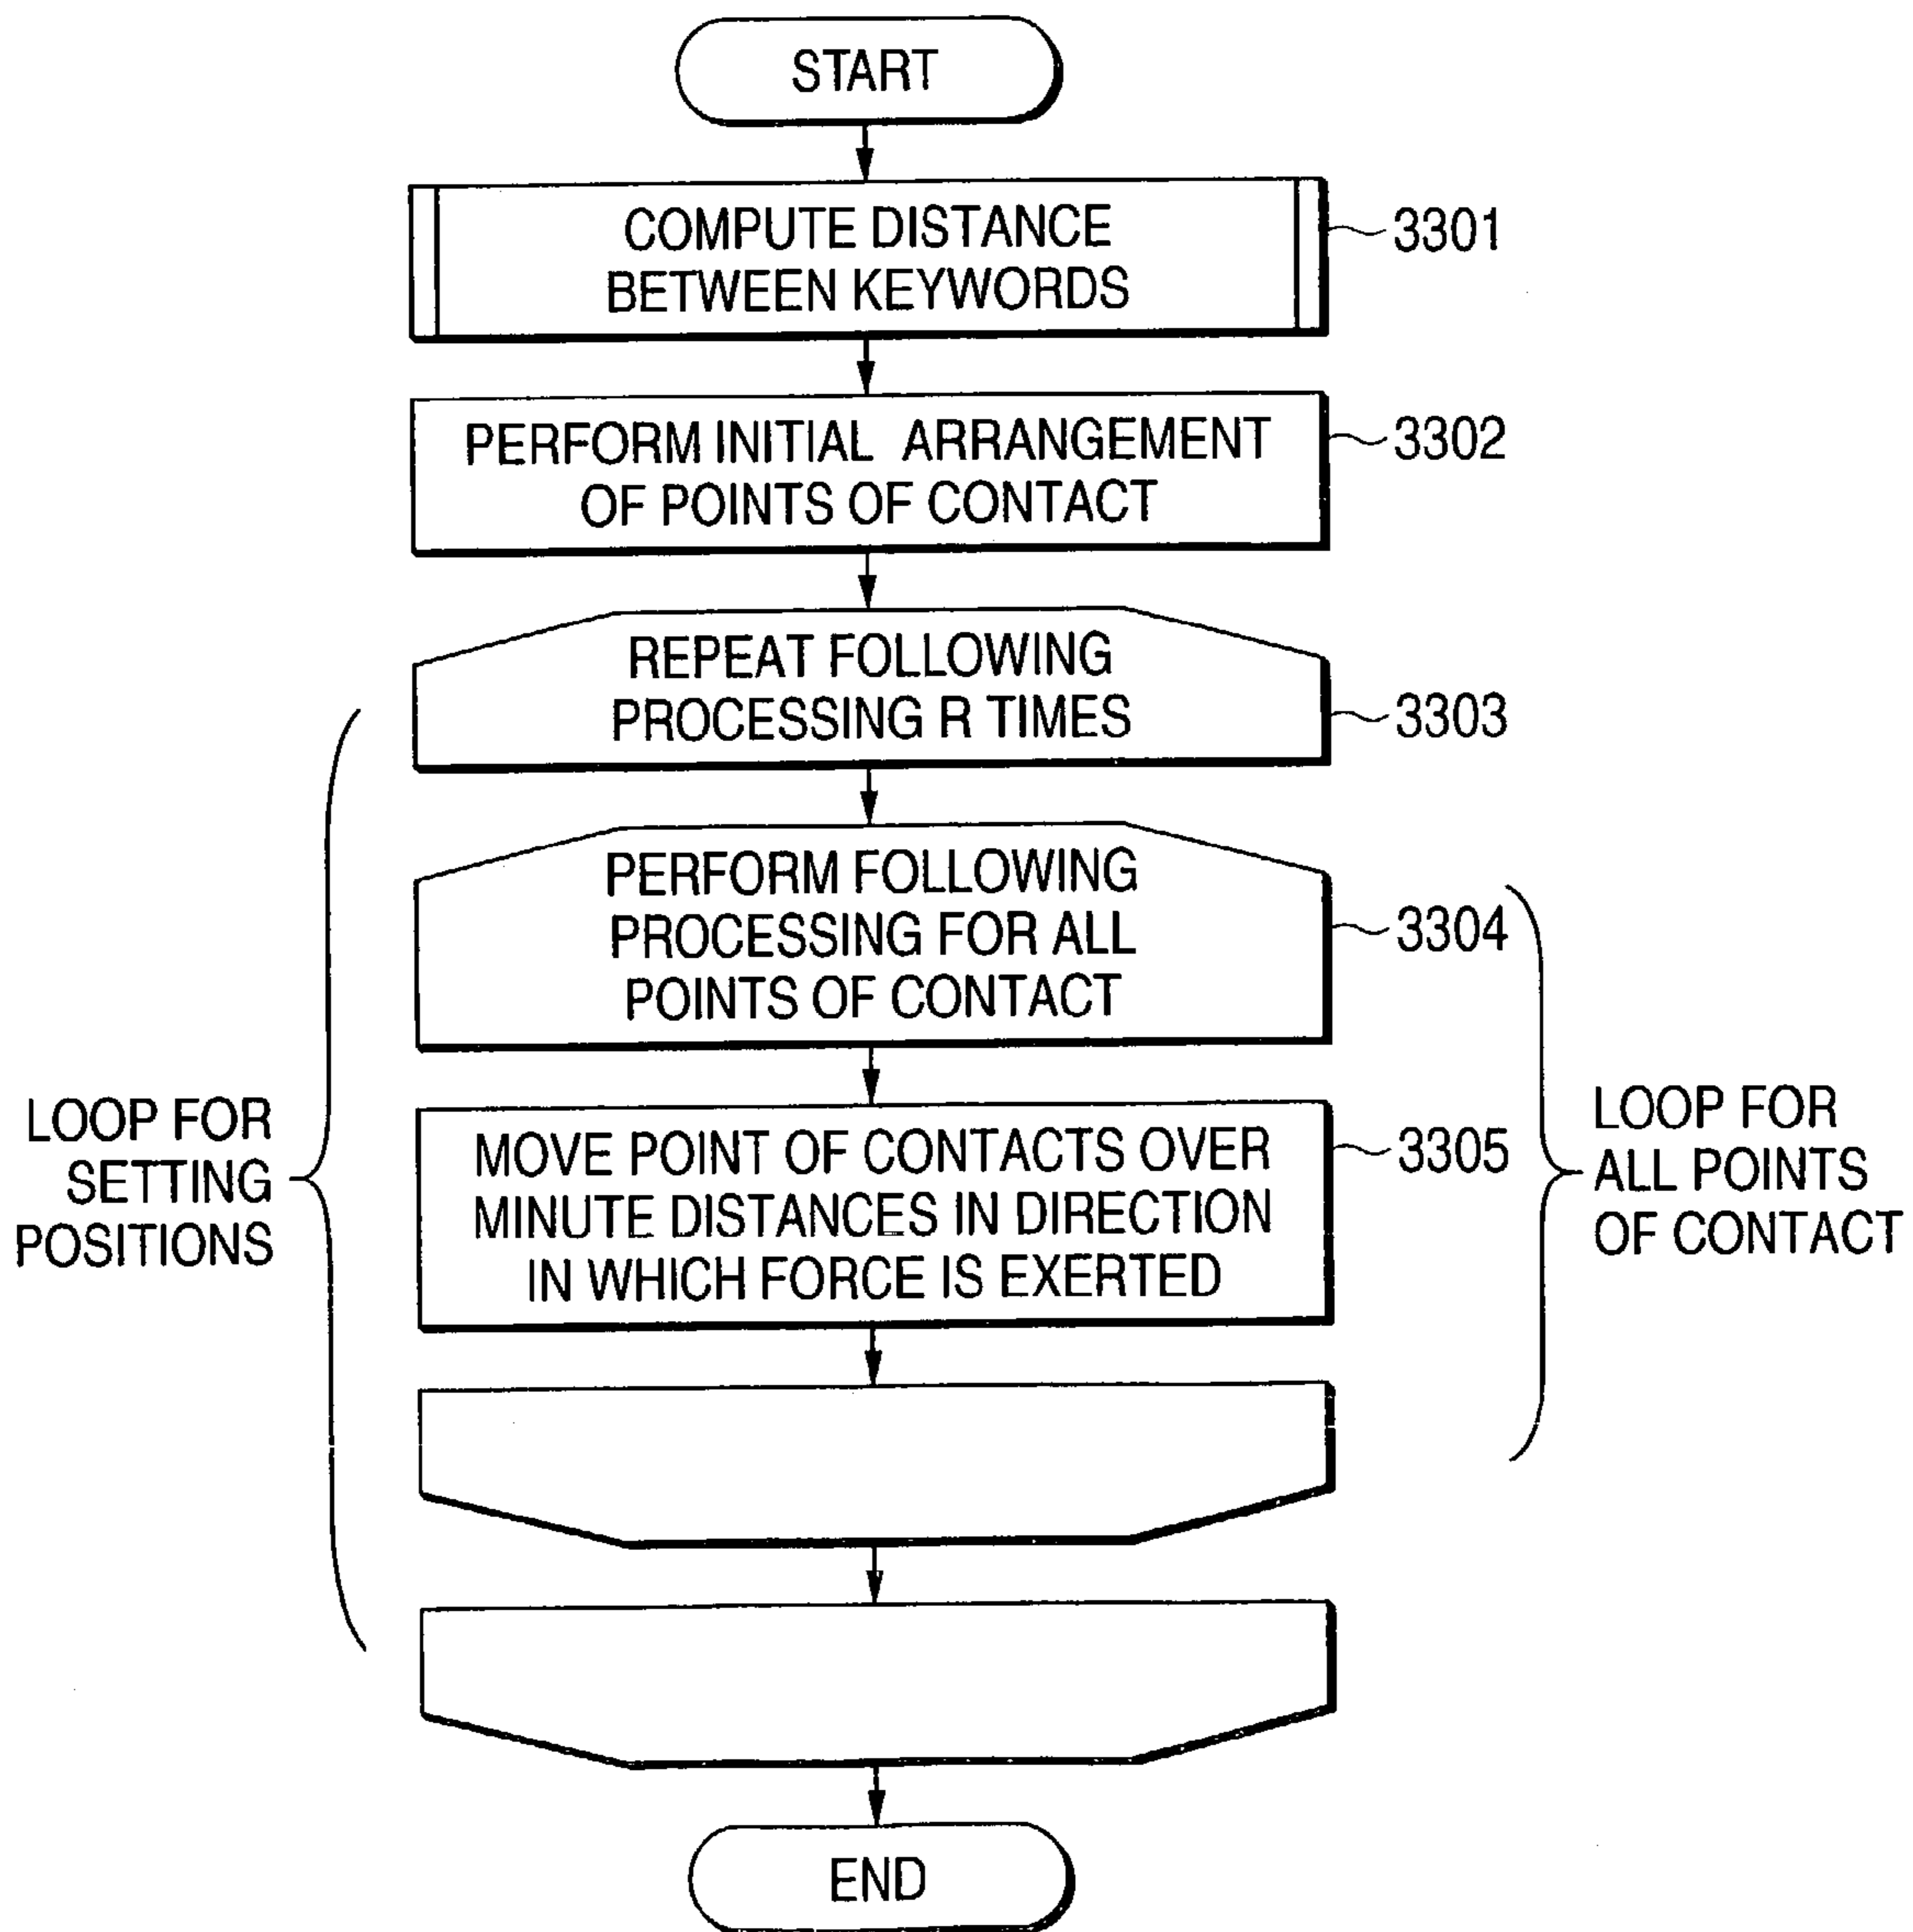 START
COMPUTE DISTANCE
BETWEEN KEYWORDS
3301
PERFORM INITIAL ARRANGEMENT
OF POINTS OF CONTACT
3302
REPEAT FOLLOWING
PROCESSING R TIMES
3303
PERFORM FOLLOWING
PROCESSING FOR ALL
POINTS OF CONTACT
3304
MOVE POINT OF CONTACTS OVER
MINUTE DISTANCES IN DIRECTION
IN WHICH FORCE IS EXERTED
3305
LOOP FOR
SETTING
POSITIONS
LOOP FOR
ALL POINTS
OF CONTACT
END